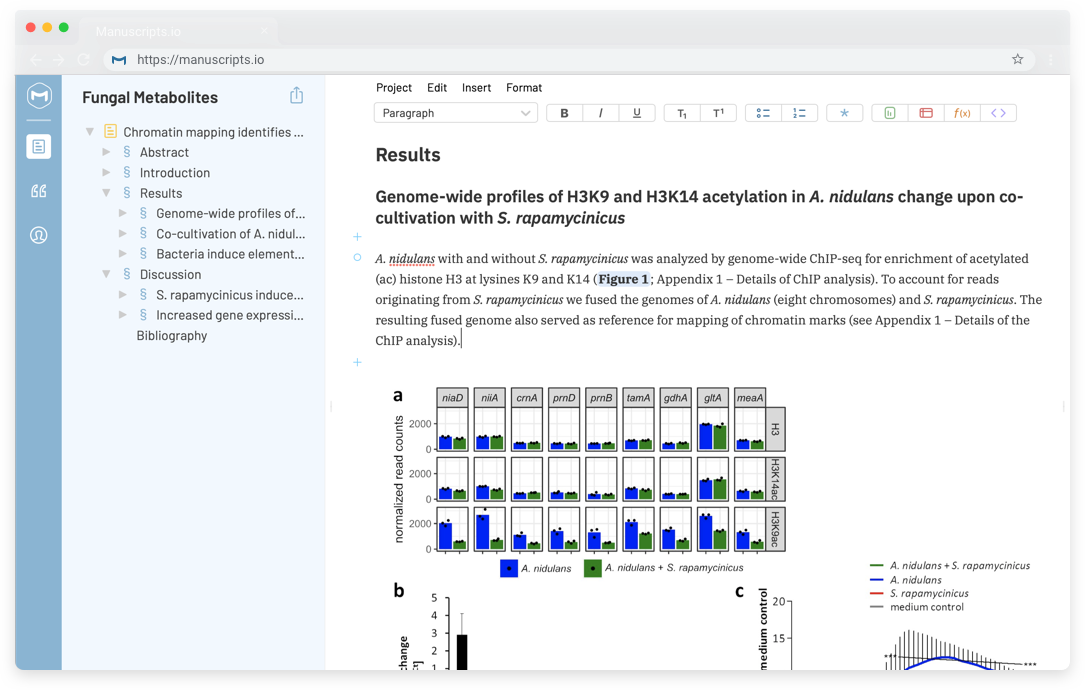 Manuscripts.io
https://manuscripts.io
Fungal Metabolites
Chromatin mapping identifies ...
§ Abstract
§ Introduction
§ Results
§ Genome-wide profiles of...
§ Co-cultivation of A. nidul...
§ Bacteria induce element...
§ Discussion
§ S. rapamycinicus induce...
§ Increased gene expressi...
Bibliography
Project Edit Insert Format
Paragraph B I U T₁ T¹ * f(x) <>
Results
Genome-wide profiles of H3K9 and H3K14 acetylation in A. nidulans change upon co-
cultivation with S. rapamycinicus
A. nidulans with and without S. rapamycinicus was analyzed by genome-wide ChIP-seq for enrichment of acetylated
(ac) histone H3 at lysines K9 and K14 (Figure 1; Appendix 1 – Details of ChIP analysis). To account for reads
originating from S. rapamycinicus we fused the genomes of A. nidulans (eight chromosomes) and S. rapamycinicus. The
resulting fused genome also served as reference for mapping of chromatin marks (see Appendix 1 – Details of the
ChIP analysis).
a
niaD niiA crnA prnD prnB tamA gdhA gltA meaA
normalized read counts
2000
0
H3
2000
0
H3K14ac
2000
0
H3K9ac
A. nidulans A. nidulans + S. rapamycinicus
b
5
4
3
2
1
change
c
medium control
20
15
A. nidulans + S. rapamycinicus
A. nidulans
S. rapamycinicus
medium control
***
***